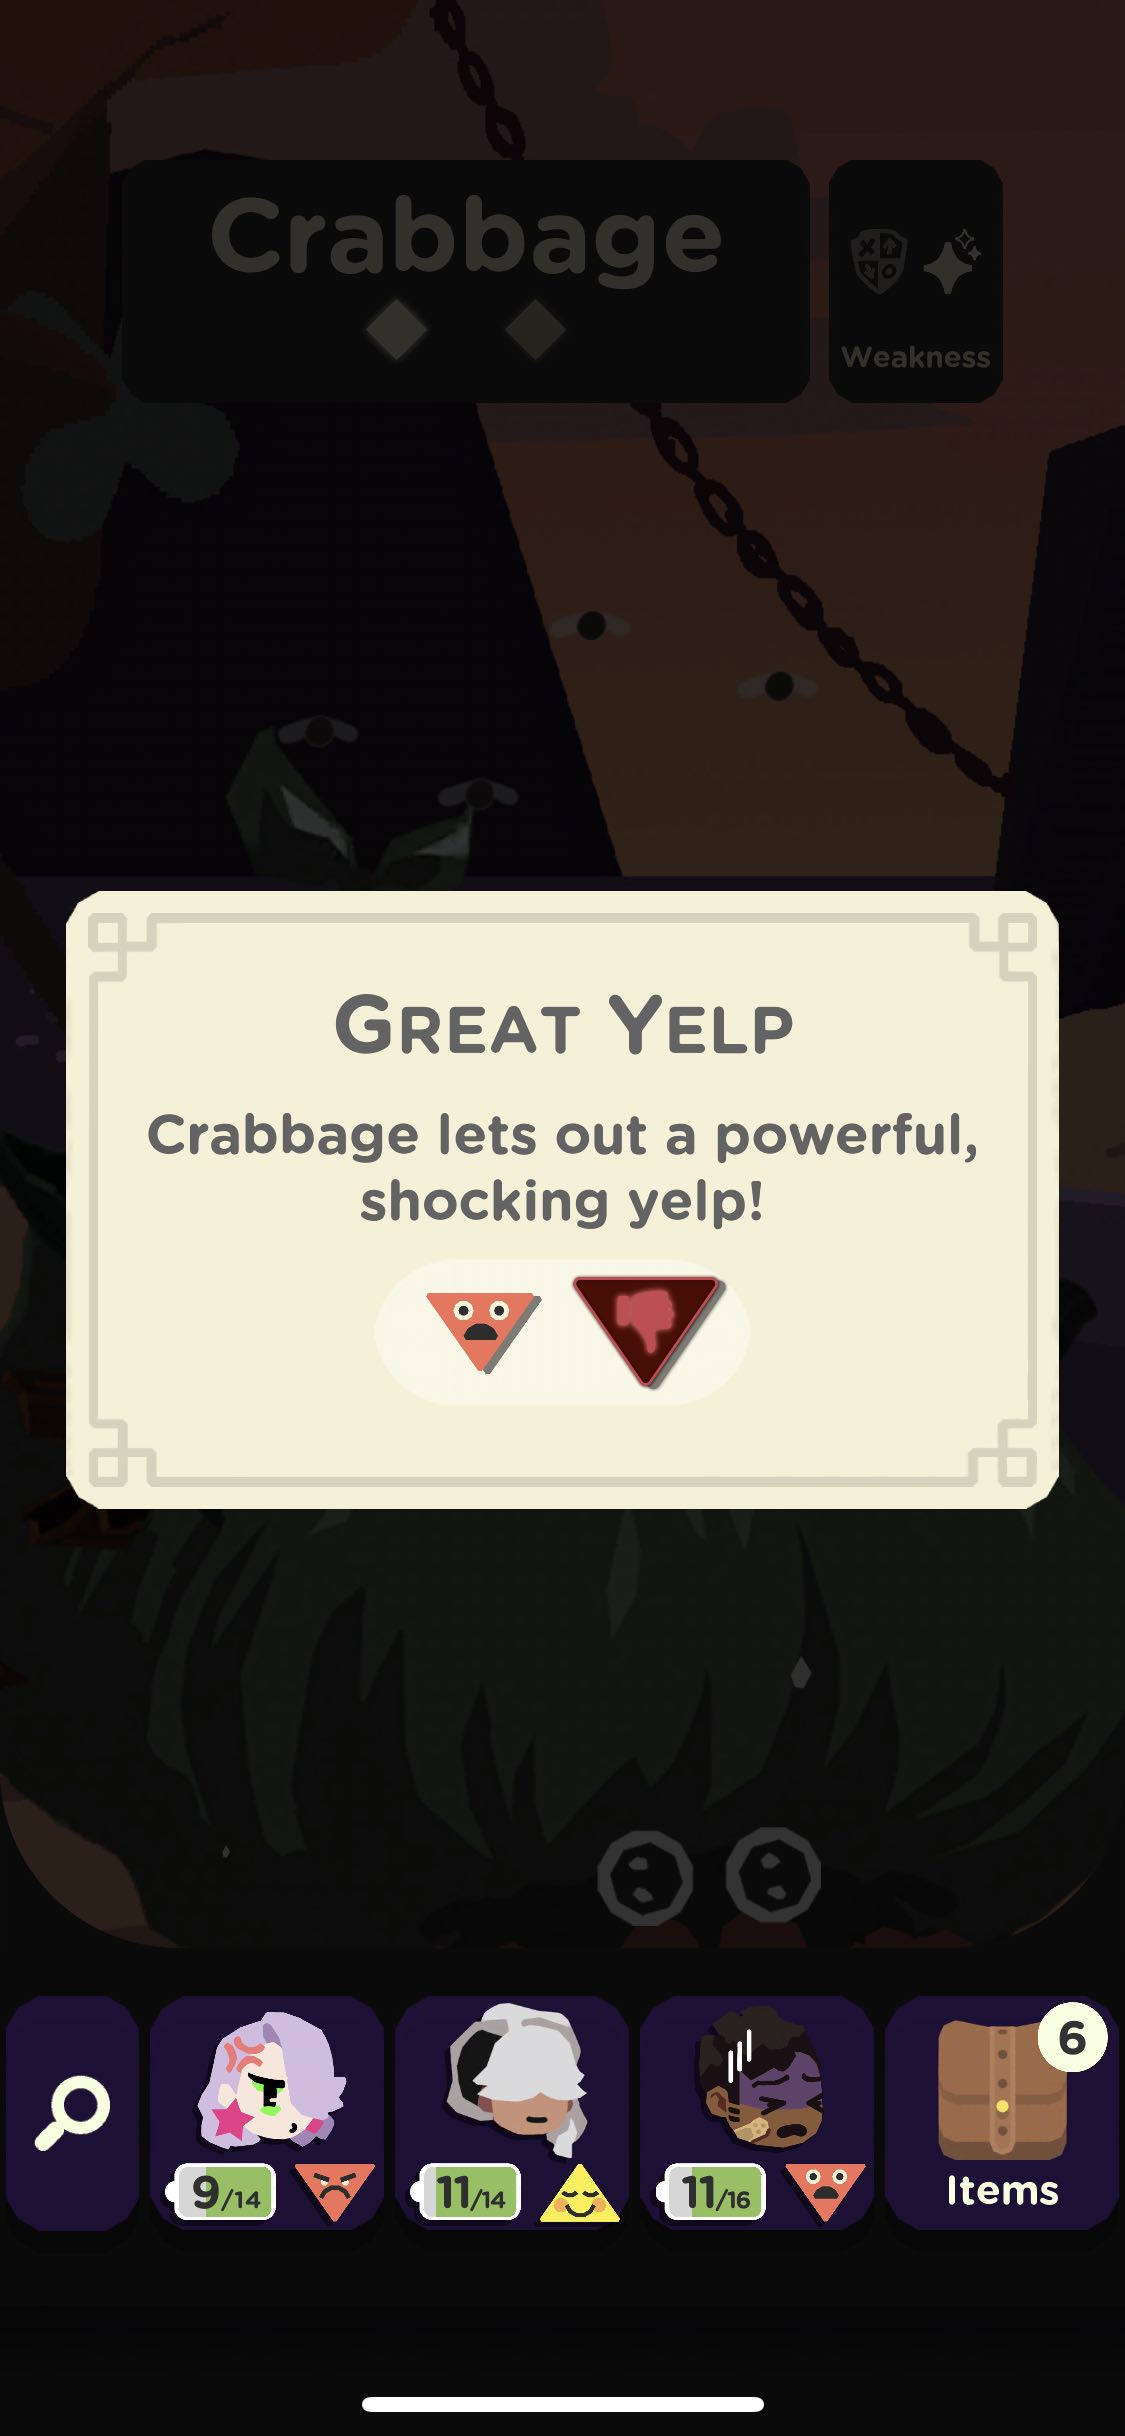 Crabbage
Weakness
GREAT YELP
Crabbage lets out a powerful,
shocking yelp!
6
9/14
11/14
11/16
Items